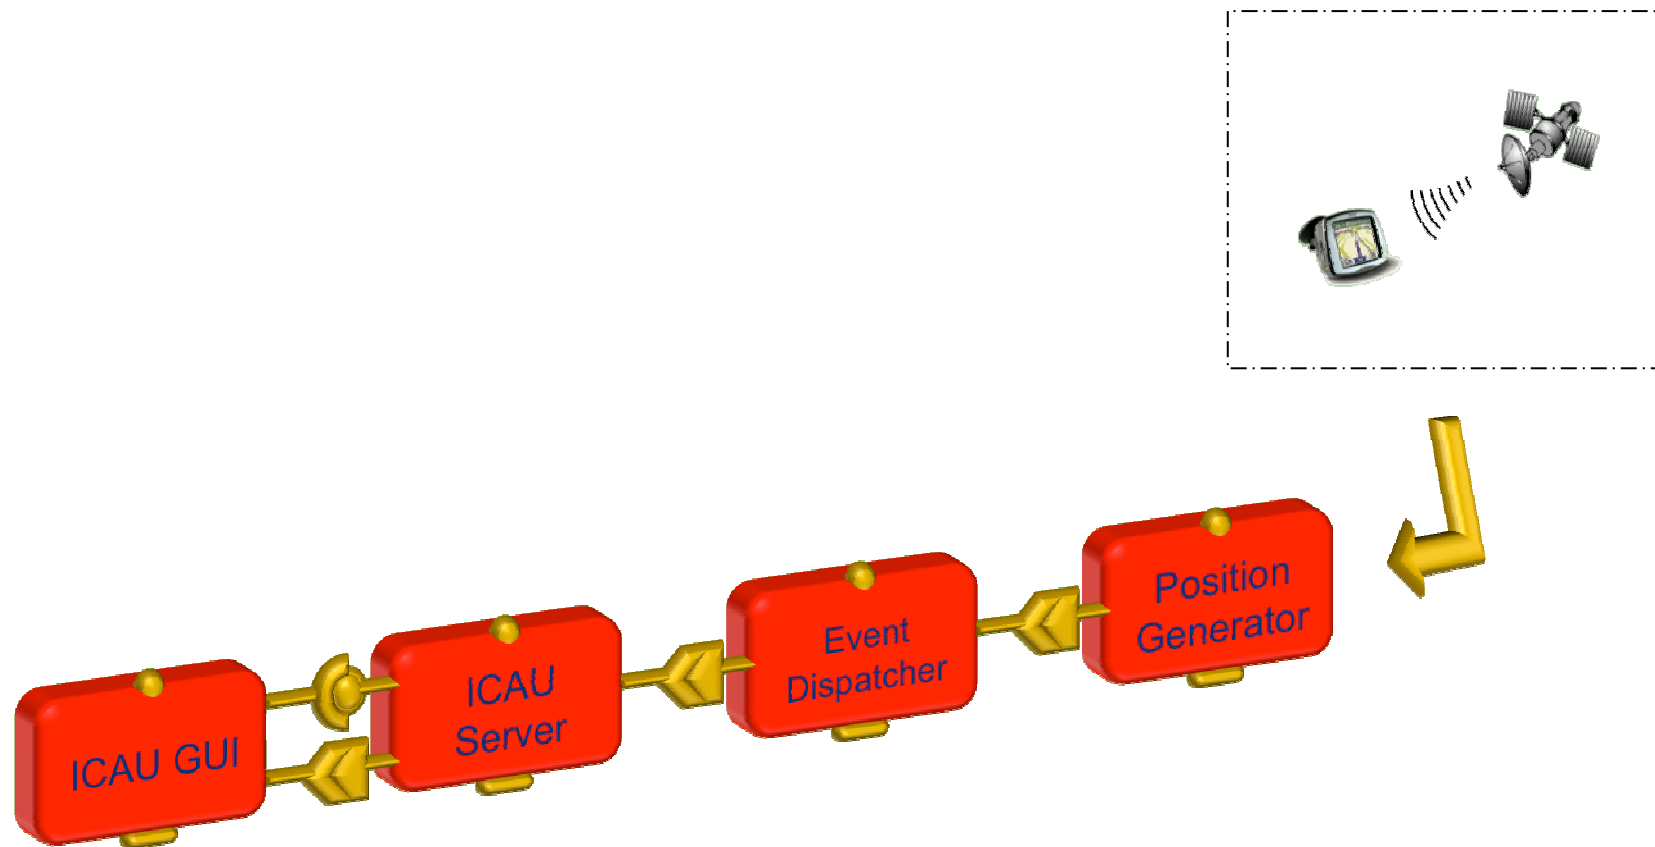 ICAU GUI
ICAU
Server
Event
Dispatcher
Position
Generator